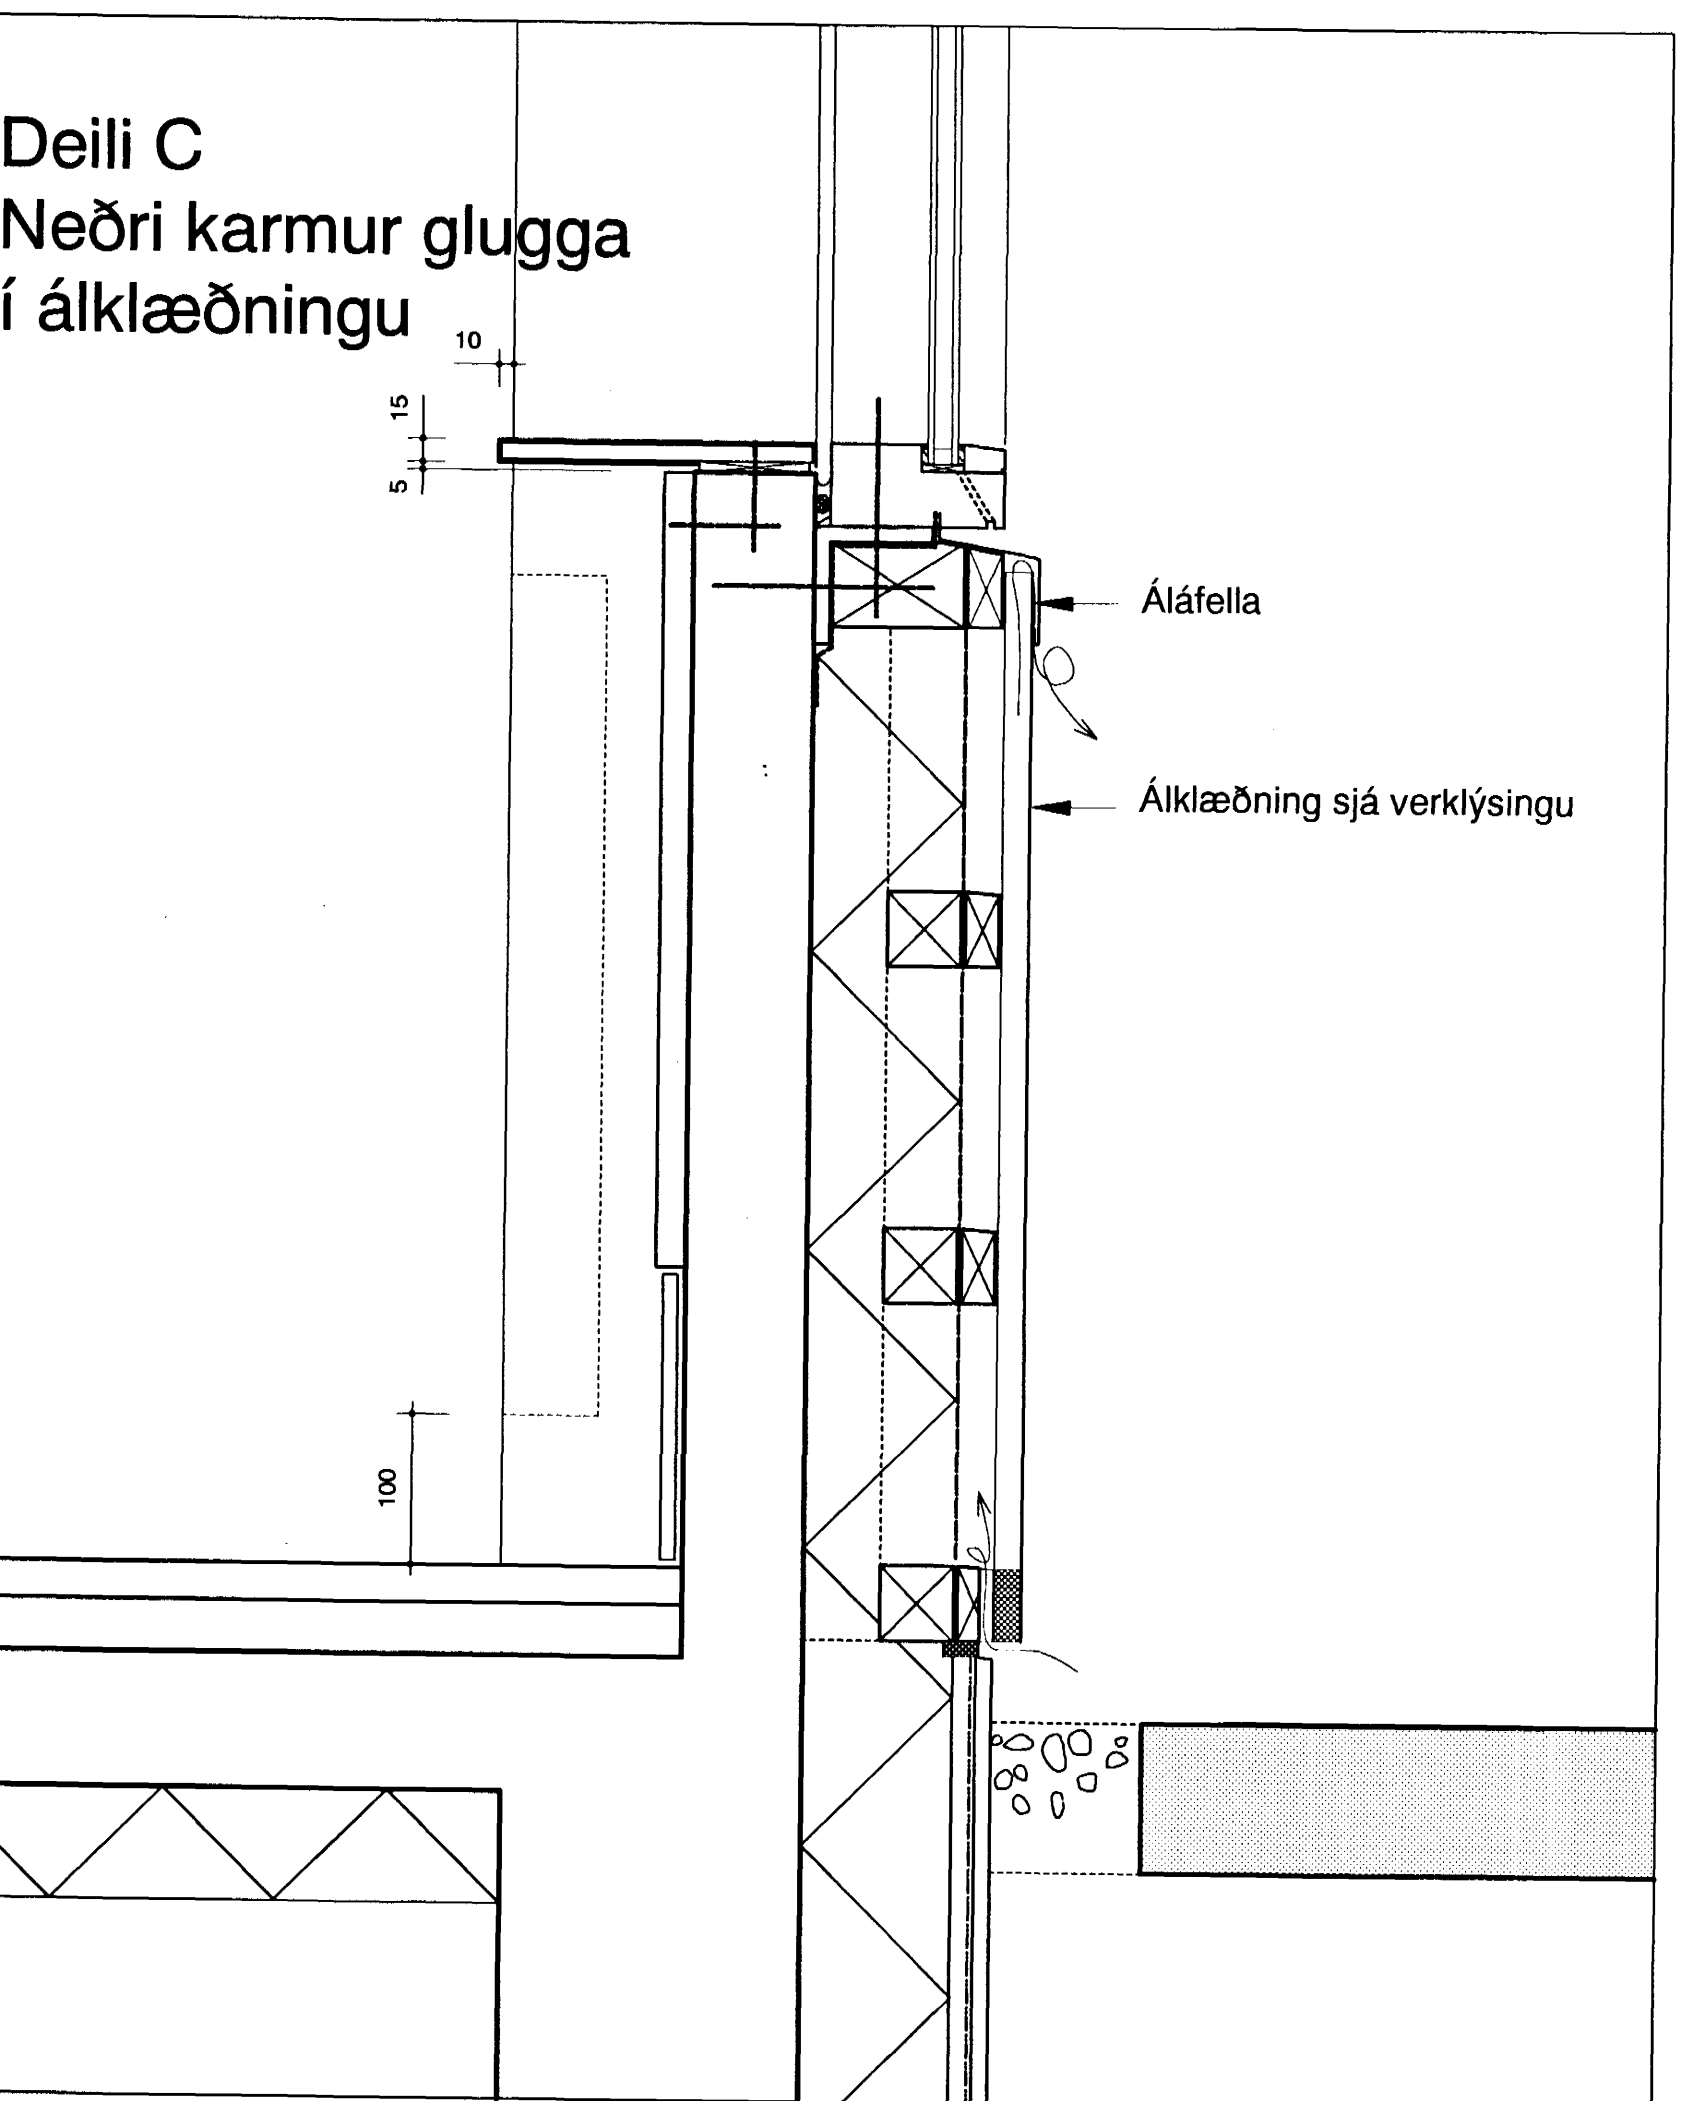 Deili C
Neðri karmur glugga
í álklæðningu
10
15
5
Áláfella
Álklæðning sjá verklýsingu
100